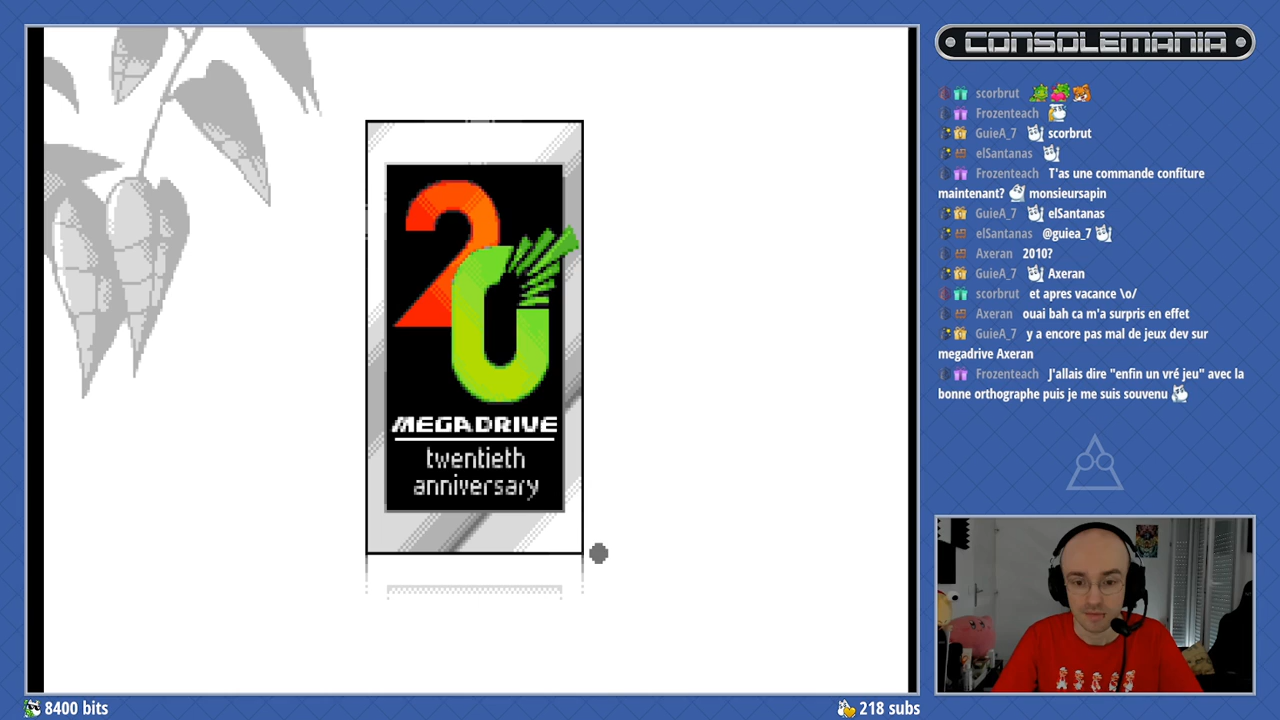 20
MEGADRIVE
twentieth
anniversary
CONSOLEMANIA
scorbrut
Frozenteach
GuieA_7 scorbrut
elSantanas
Frozenteach T'as une commande confiture
maintenant? monsieursapin
GuieA_7 elSantanas
elSantanas @guiea_7
Axeran 2010?
GuieA_7 Axeran
scorbrut et apres vacance \o/
Axeran ouai bah ca m'a surpris en effet
GuieA_7 y a encore pas mal de jeux dev sur
megadrive Axeran
Frozenteach J'allais dire "enfin un vré jeu" avec la
bonne orthographe puis je me suis souvenu
8400 bits
218 subs